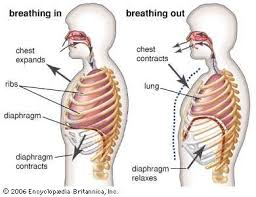 breathing in
breathing out
chest
expands
ribs
diaphragm
diaphragm
contracts
chest
contracts
lung
diaphragm
relaxes
© 2006 Encyclopædia Britannica, Inc.